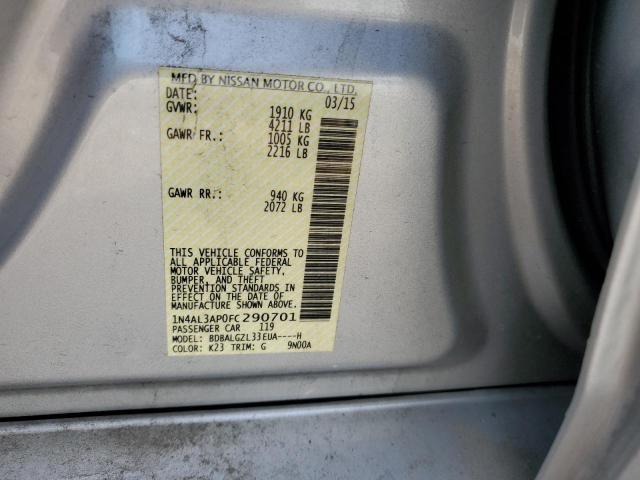 MFD BY NISSAN MOTOR CO., LTD.
DATE: 03/15
GVWR: 1910 KG
4211 LB
GAWR FR.: 1005 KG
2216 LB
GAWR RR.: 940 KG
2072 LB
THIS VEHICLE CONFORMS TO
ALL APPLICABLE FEDERAL
MOTOR VEHICLE SAFETY,
BUMPER, AND THEFT
PREVENTION STANDARDS IN
EFFECT ON THE DATE OF
MANUFACTURE SHOWN ABOVE.
1N4AL3AP0FC290701
PASSENGER CAR 119
MODEL: BDBALGZL33EUA----H
COLOR: K23 TRIM: G 9N00A